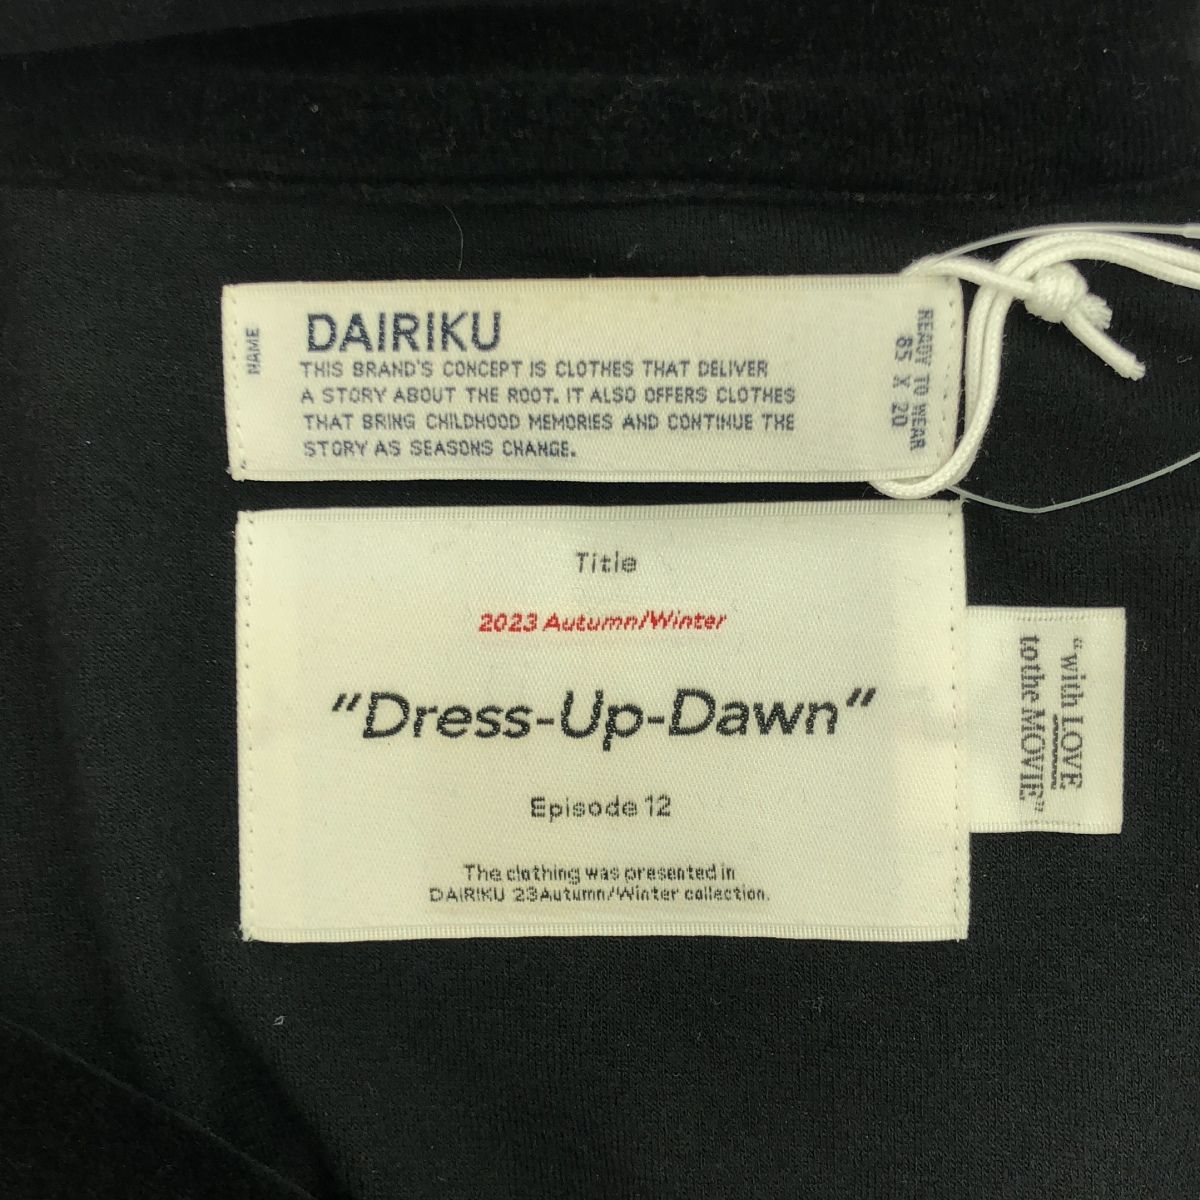 NAME
DAIRIKU
THIS BRAND'S CONCEPT IS CLOTHES THAT DELIVER
A STORY ABOUT THE ROOT. IT ALSO OFFERS CLOTHES
THAT BRING CHILDHOOD MEMORIES AND CONTINUE THE
STORY AS SEASONS CHANGE.
READY TO WEAR
85 X 20
Title
2023 Autumn/Winter
"Dress-Up-Dawn"
Episode 12
The clothing was presented in
DAIRIKU 23Autumn/Winter collection.
"with LOVE
to the MOVIE"